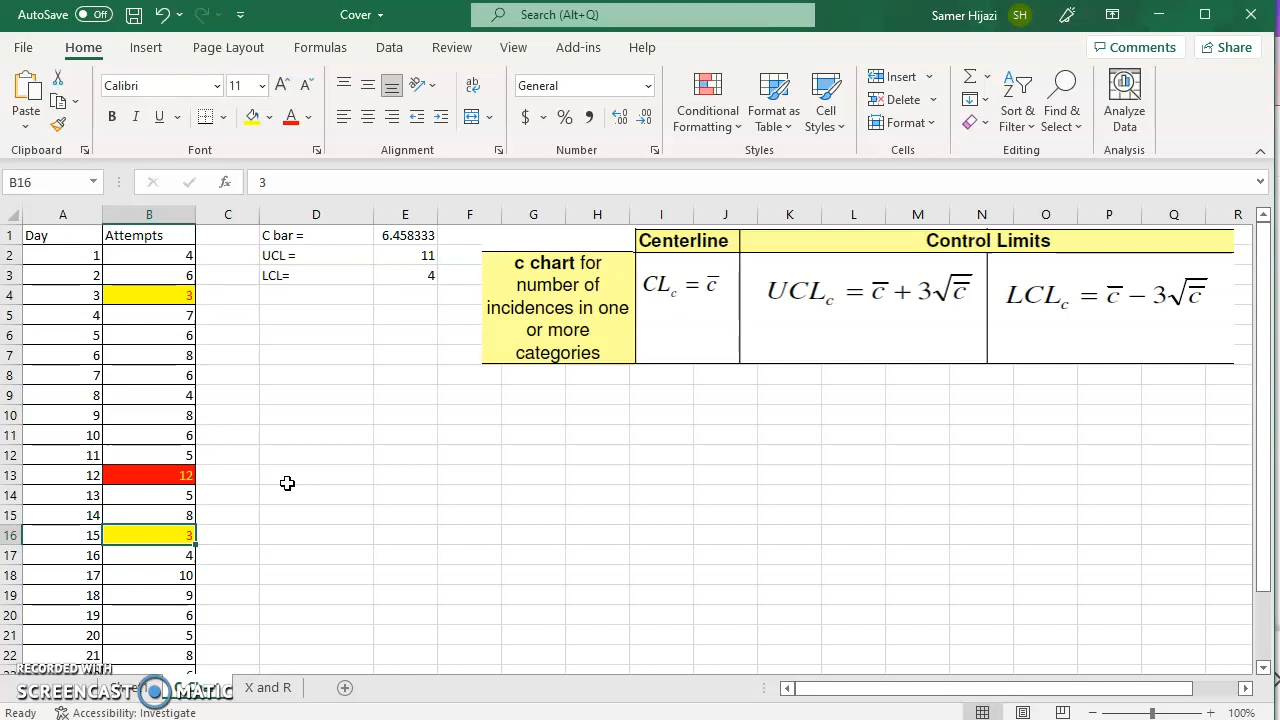 AutoSave Off Cover Search (Alt+Q) Samer Hijazi SH
File Home Insert Page Layout Formulas Data Review View Add-ins Help Comments Share
Calibri 11 General
Paste Conditional Formatting Format as Table Cell Styles Insert Delete Format Sort & Filter Find & Select Analyze Data
B I U A $ % 9
Clipboard Font Alignment Number Styles Cells Editing Analysis
B16 fx 3
A B C D E F G H I J K L M N O P Q R
1 Day Attempts C bar = 6.458333 Centerline Control Limits
2 1 4 UCL = 11
3 2 6 LCL= 4
c chart for
number of
incidences in one
or more
categories
CLc = c̅
UCLc = c̅ + 3√c̅
LCLc = c̅ − 3√c̅
4 3 3
5 4 7
6 5 6
7 6 8
8 7 6
9 8 4
10 9 8
11 10 6
12 11 5
13 12 12
14 13 5
15 14 8
16 15 3
17 16 4
18 17 10
19 18 9
20 19 6
21 20 5
22 21 8
RECORDED WITH
SCREENCAST MATIC
X and R
Ready Accessibility: Investigate 100%